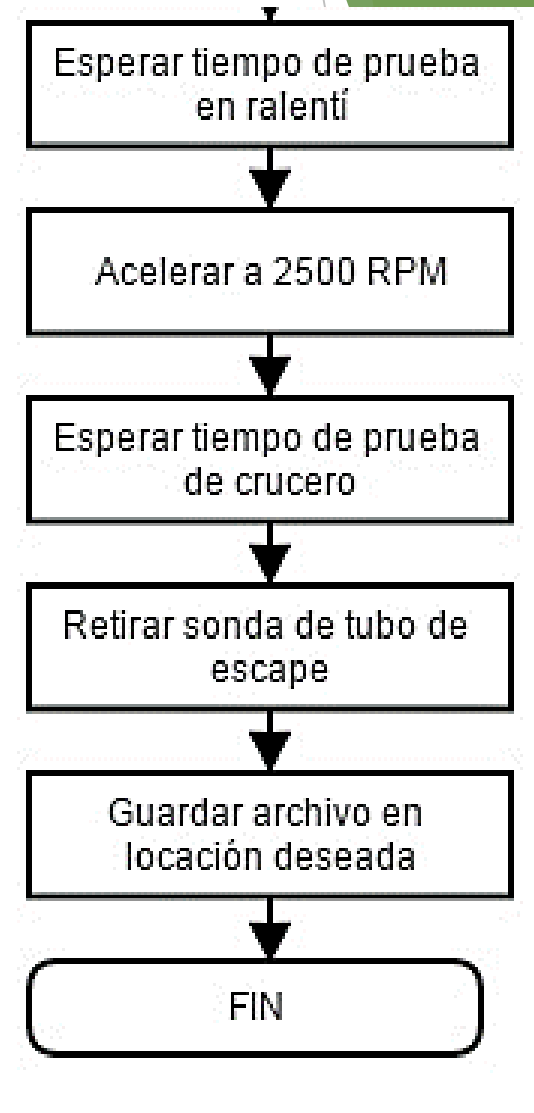 Esperar tiempo de prueba
en ralentí
Acelerar a 2500 RPM
Esperar tiempo de prueba
de crucero
Retirar sonda de tubo de
escape
Guardar archivo en
locación deseada
FIN